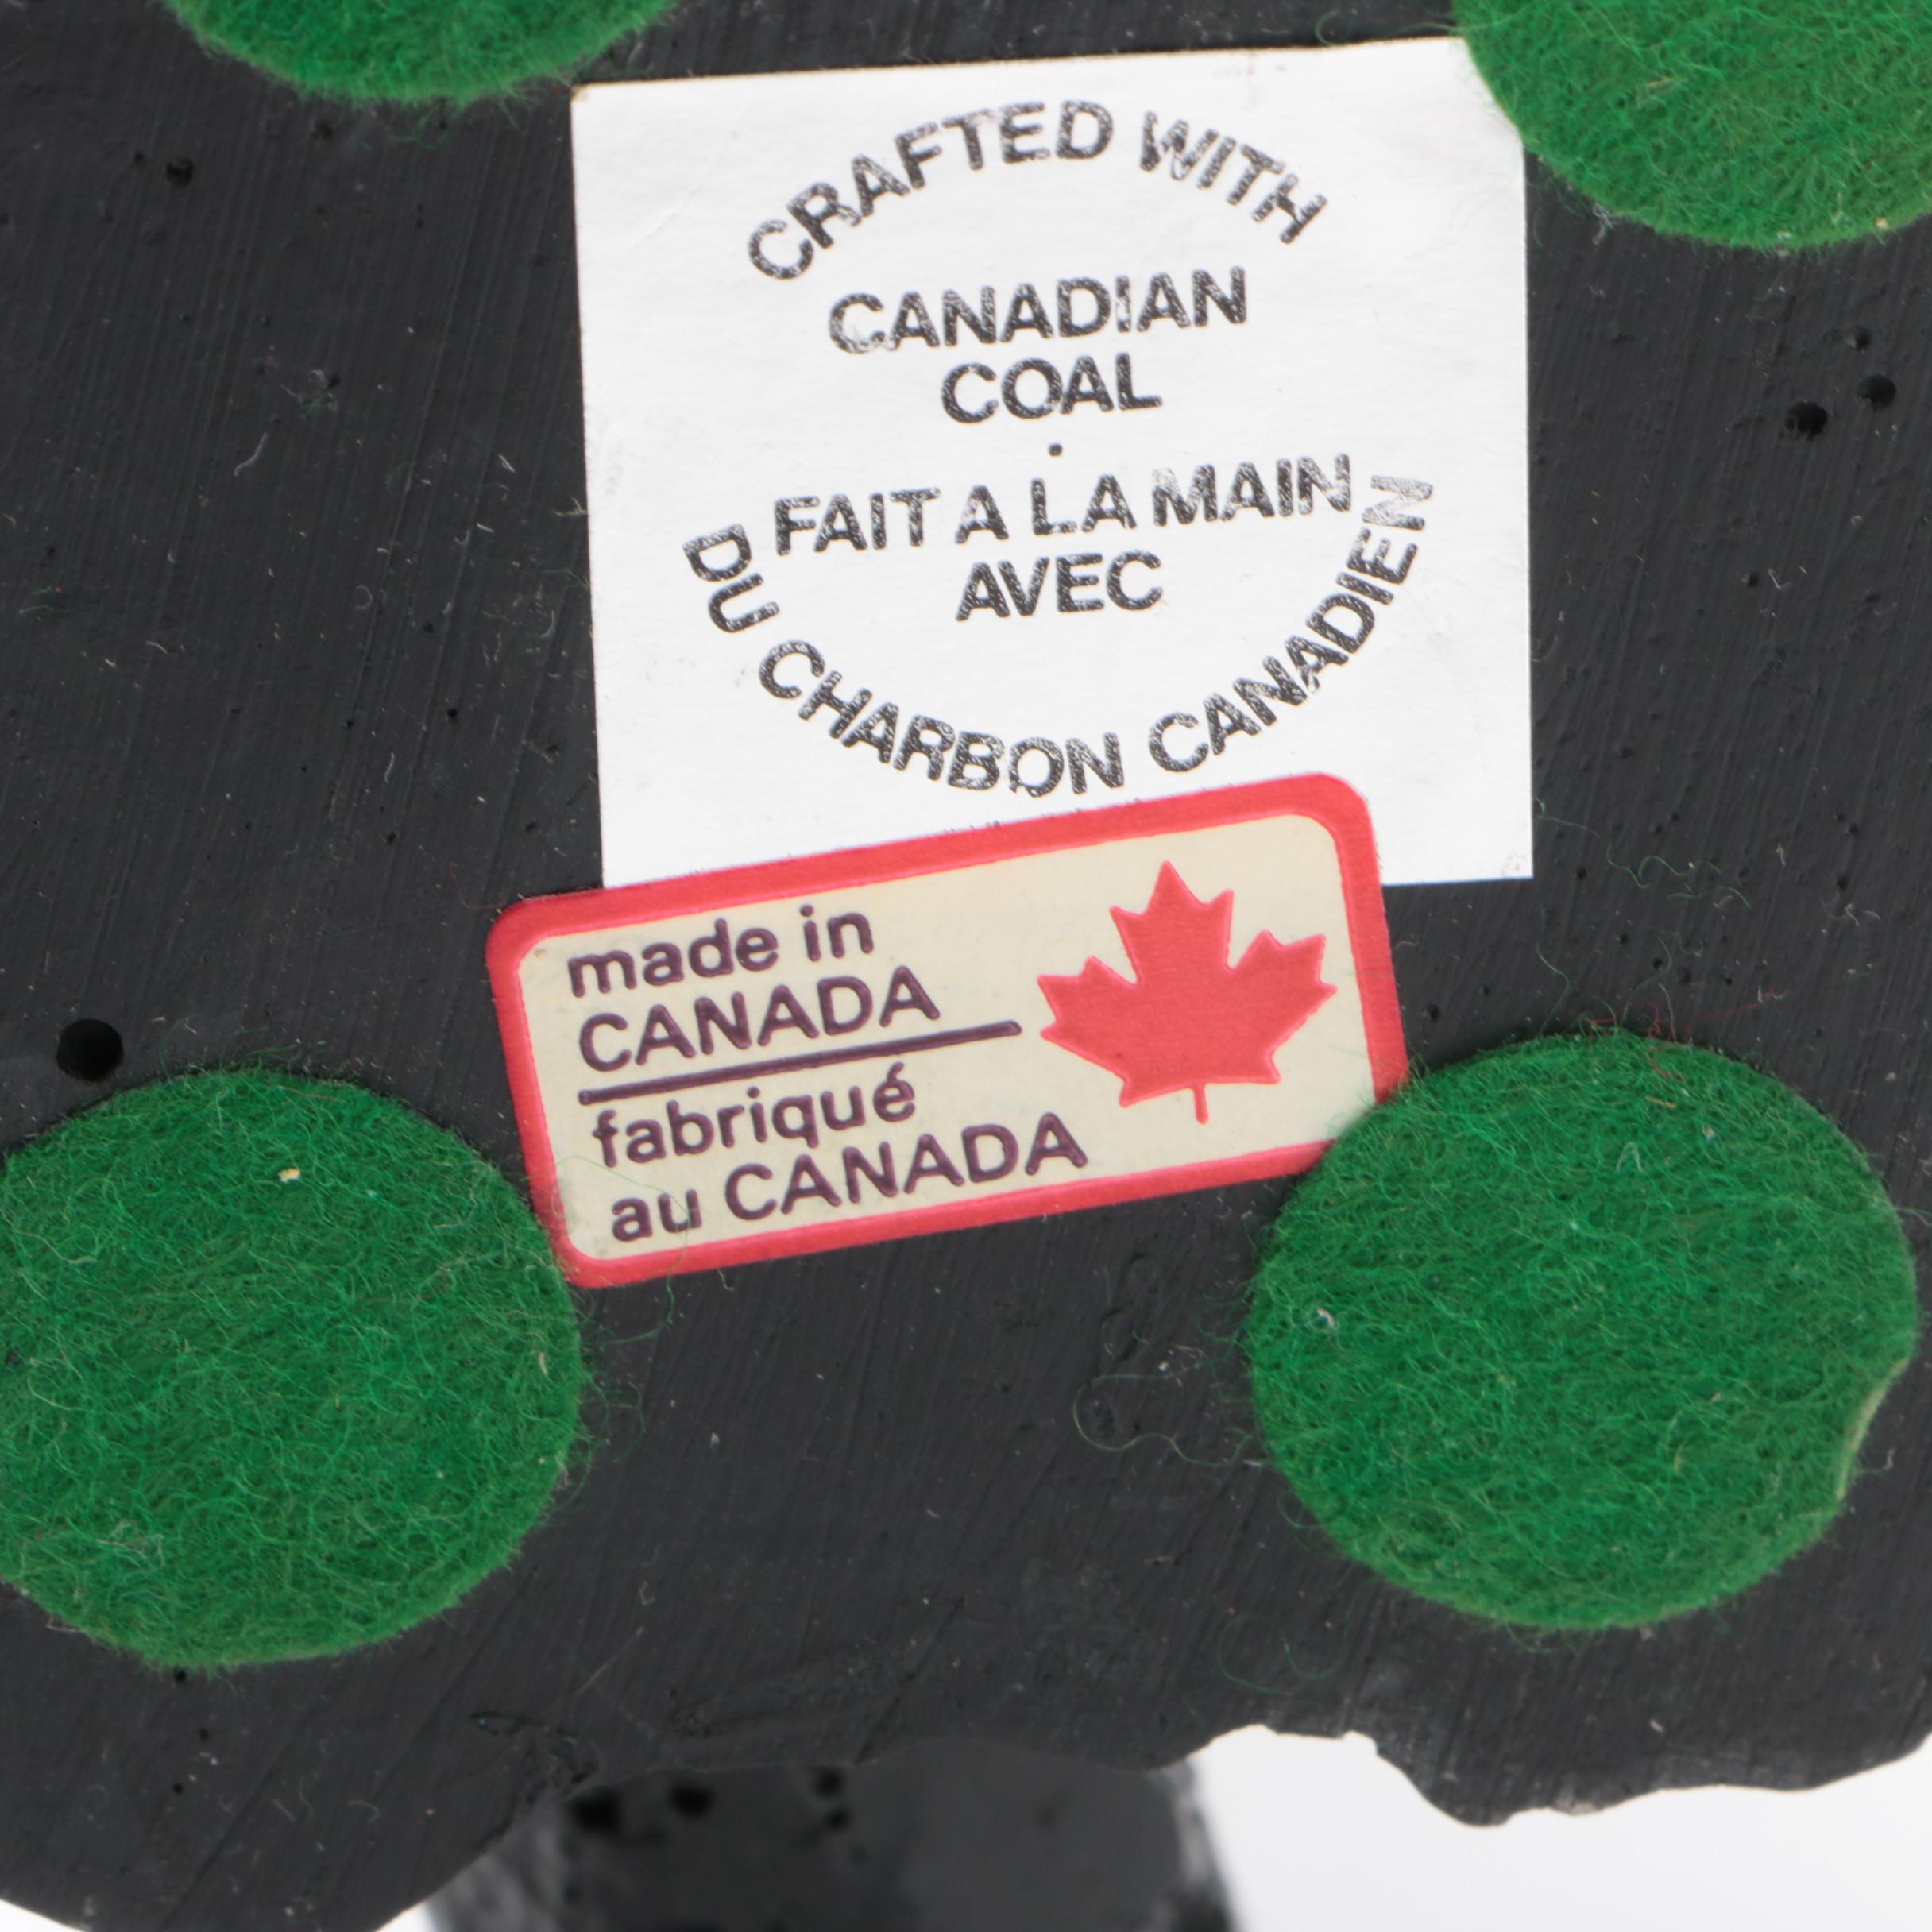 CRAFTED WITH
CANADIAN
COAL
.
FAIT A LA MAIN
AVEC
DU CHARBON CANADIEN
made in
CANADA
fabriqué
au CANADA